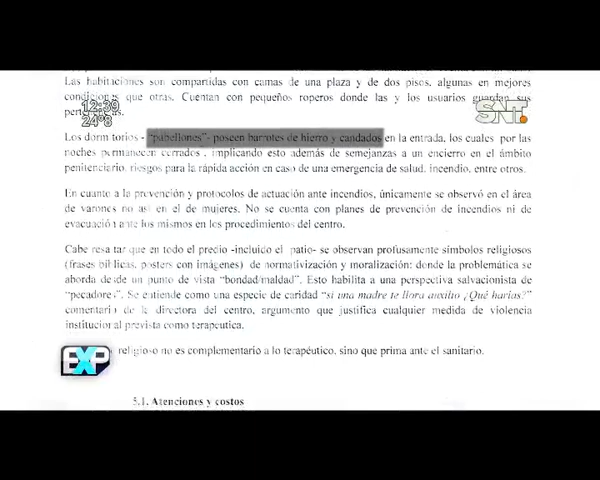 Las habitaciones son compartidas con camas de una plaza y de dos pisos, algunas en mejores
condiciones que otras. Cuentan con pequeños roperos donde las y los usuarios guardan sus
pertenencias.
12:39
24°8
SNT.
Los dormitorios - "pabellones"- poseen barrotes de hierro y candados en la entrada, los cuales por las
noches permanecen cerrados , implicando esto además de semejanzas a un encierro en el ámbito
penitenciario, riesgos para la rápida acción en caso de una emergencia de salud, incendio, entre otros.
En cuanto a la prevención y protocolos de actuación ante incendios, únicamente se observó en el área
de varones no así en el de mujeres. No se cuenta con planes de prevención de incendios ni de
evacuación ante los mismos en los procedimientos del centro.
Cabe resaltar que en todo el precio -incluido el patio- se observan profusamente símbolos religiosos
(frases bíblicas, posters con imágenes) de normativización y moralización: donde la problemática se
aborda desde un punto de vista "bondad/maldad". Esto habilita a una perspectiva salvacionista de
"pecadores". Se entiende como una especie de caridad "si una madre te llora auxilio ¿Qué harías?"
comentario de la directora del centro, argumento que justifica cualquier medida de violencia
institucional prevista como terapeutica.
EXP
religioso no es complementario a lo terapéutico, sino que prima ante el sanitario.
5.1. Atenciones y costos